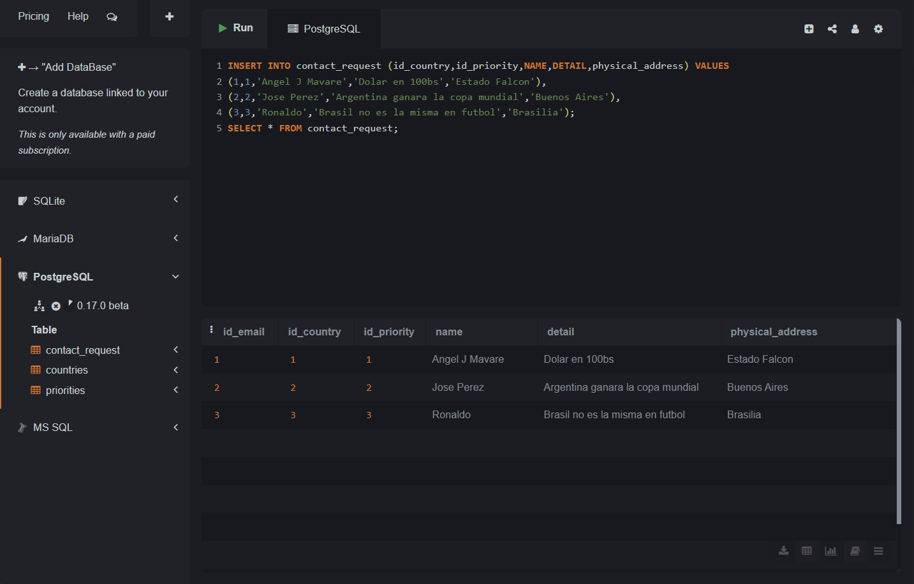 Pricing Help
"Add DataBase"
Create a database linked to your
account.
This is only available with a paid
subscription.
SQLite
MariaDB
PostgreSQL
0.17.0 beta
Table
contact_request
countries
priorities
MS SQL
Run PostgreSQL
1 INSERT INTO contact_request (id_country,id_priority,NAME,DETAIL,physical_address) VALUES
2 (1,1,'Angel J Mavare','Dolar en 100bs','Estado Falcon'),
3 (2,2,'Jose Perez','Argentina ganara la copa mundial','Buenos Aires'),
4 (3,3,'Ronaldo','Brasil no es la misma en futbol','Brasilia');
5 SELECT * FROM contact_request;
id_email id_country id_priority name detail physical_address
1 1 1 Angel J Mavare Dolar en 100bs Estado Falcon
2 2 2 Jose Perez Argentina ganara la copa mundial Buenos Aires
3 3 3 Ronaldo Brasil no es la misma en futbol Brasilia